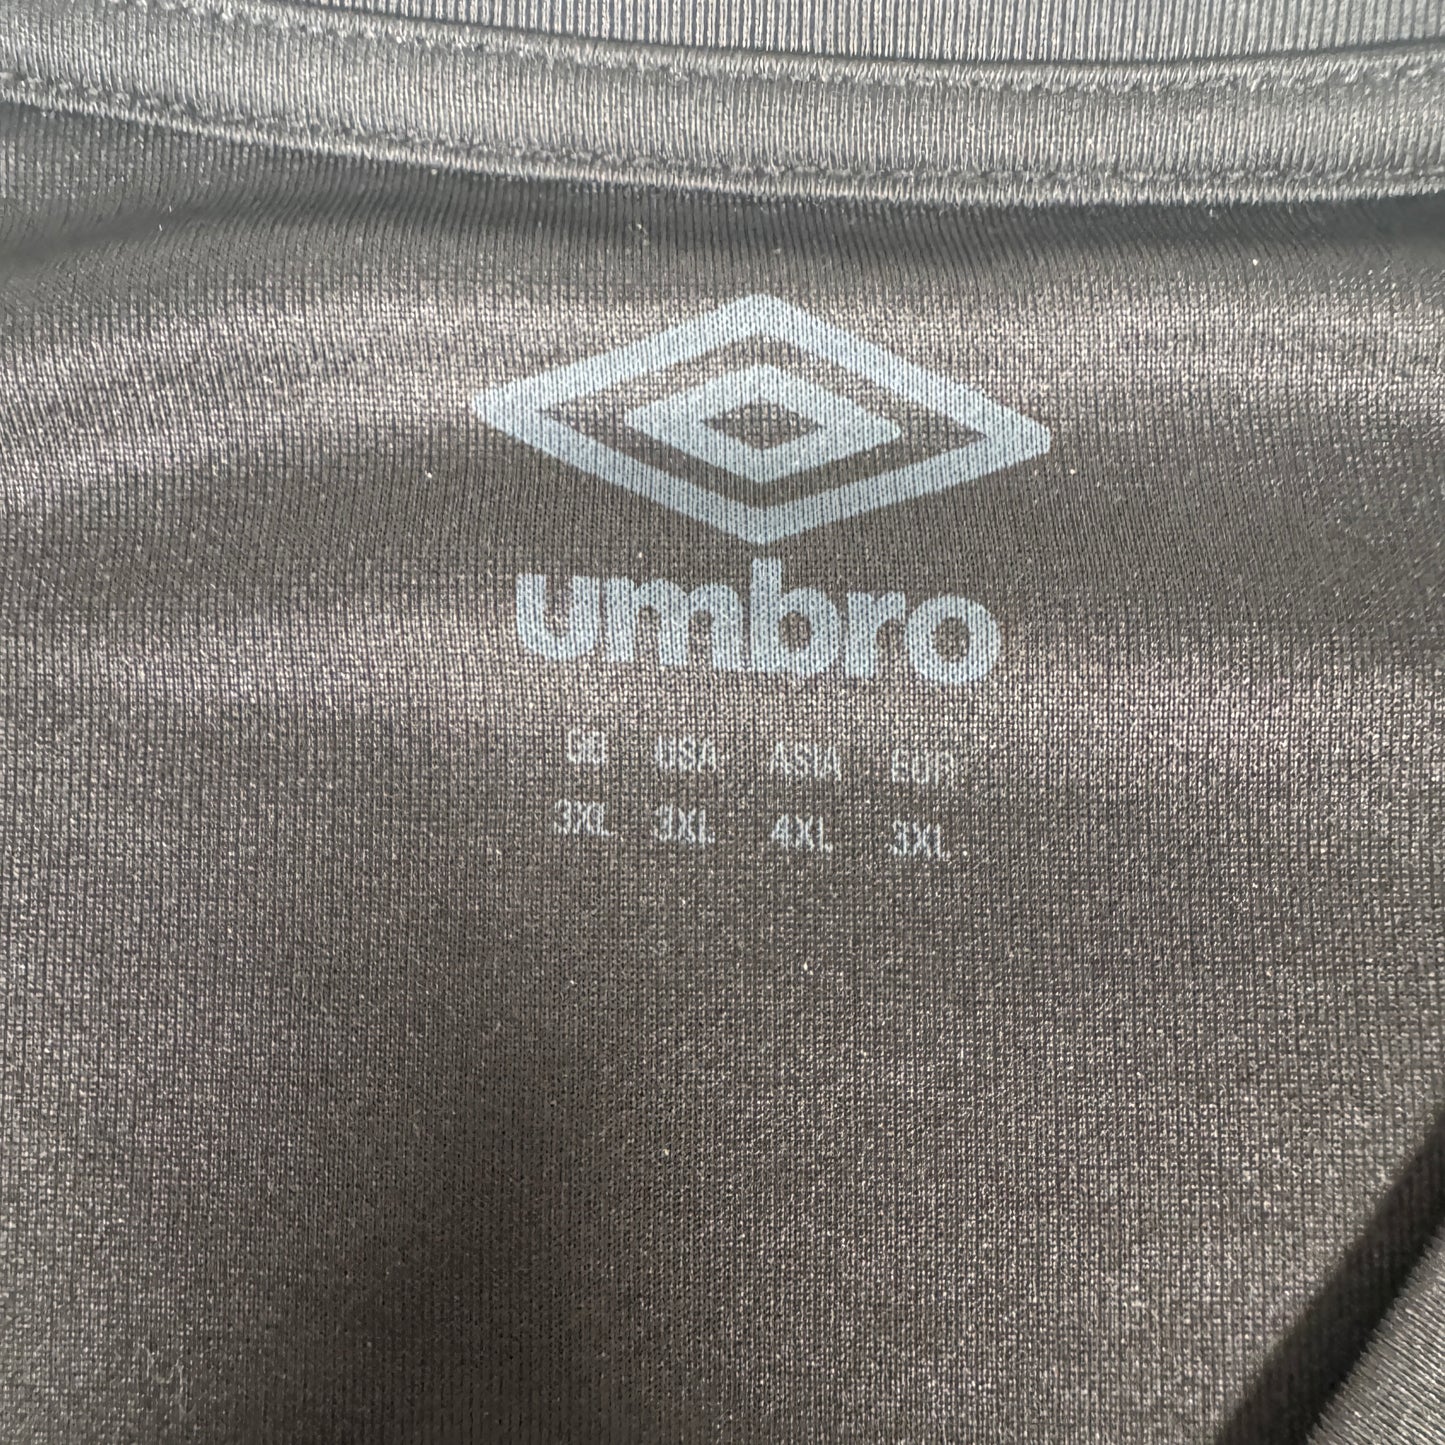 umbro
GB USA ASIA EUR
3XL 3XL 4XL 3XL